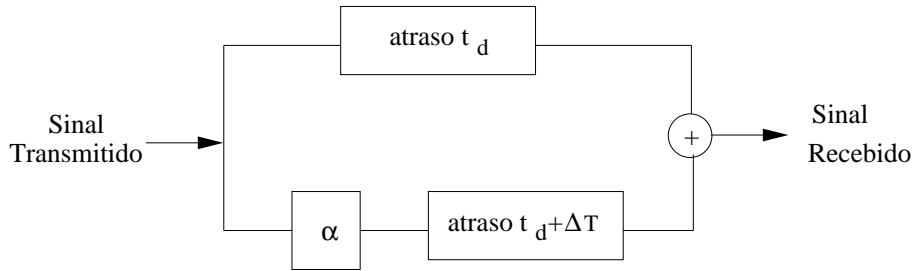 atraso t d
Sinal
Transmitido
+
Sinal
Recebido
α
atraso t d+ΔT